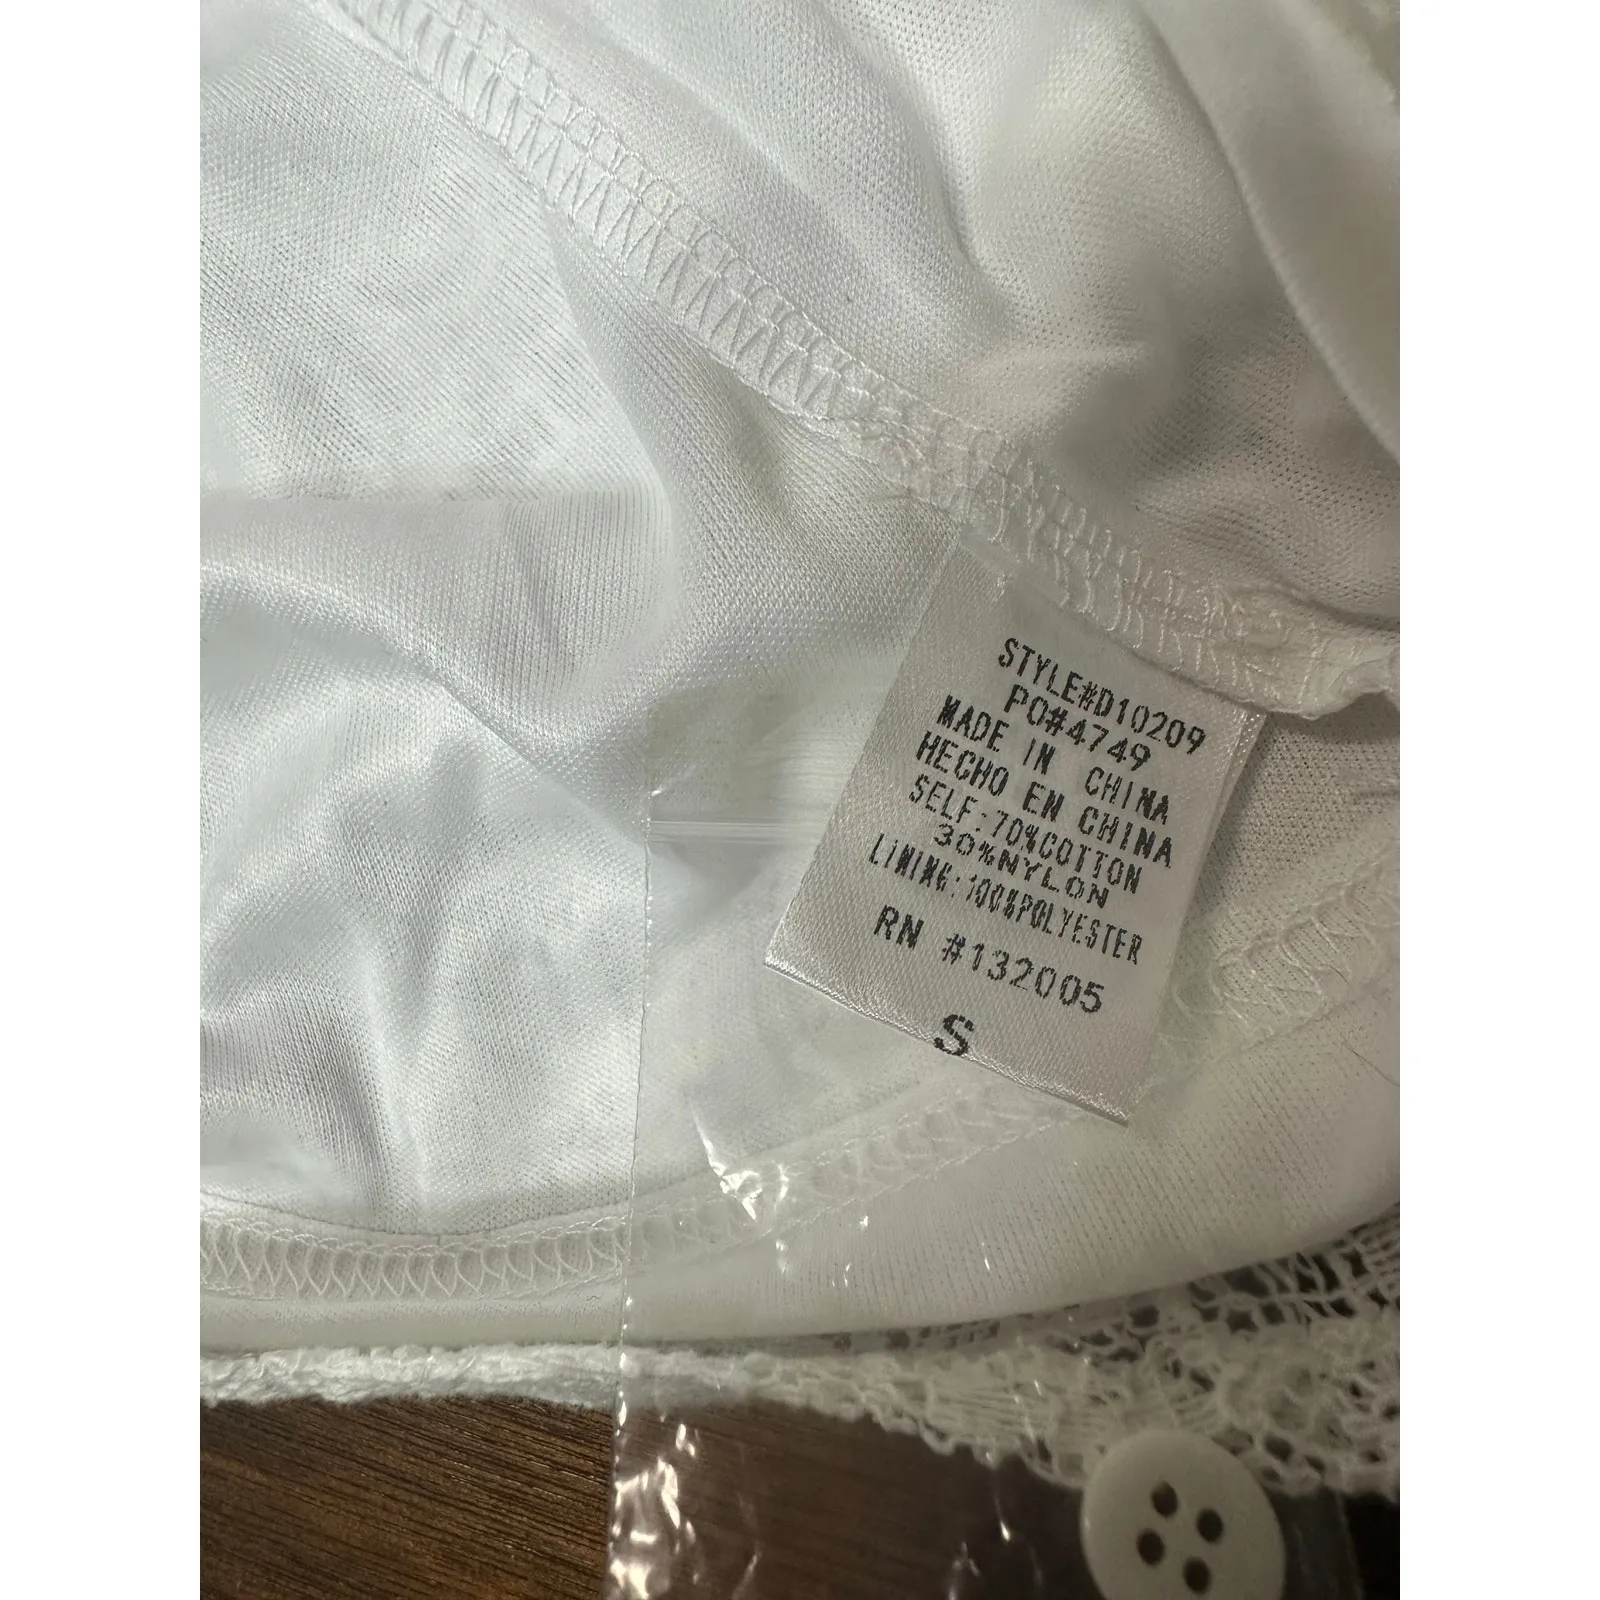 STYLE#D10209
PO#4749
MADE IN CHINA
HECHO EN CHINA
SELF:70%COTTON
30%NYLON
LINING:100%POLYESTER
RN #132005
S